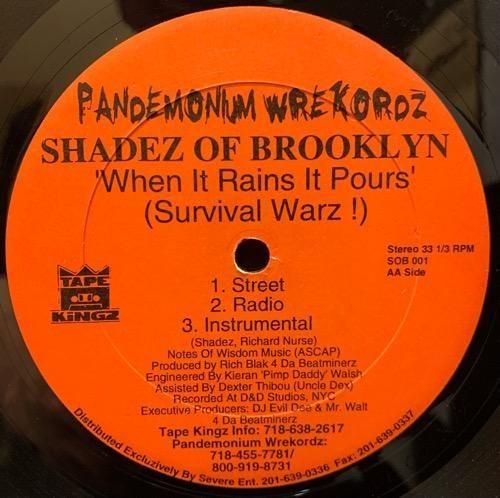 PANDEMONIUM WREKORDZ
SHADEZ OF BROOKLYN
'When It Rains It Pours'
(Survival Warz !)
Stereo 33 1/3 RPM
SOB 001
AA Side
TAPE
KINGZ
1. Street
2. Radio
3. Instrumental
(Shadez, Richard Nurse)
Notes Of Wisdom Music (ASCAP)
Produced by Rich Blak 4 Da Beatminerz
Engineered By Kieran 'Pimp Daddy' Walsh
Assisted By Dexter Thibou (Uncle Dex)
Recorded At D&D Studios, NYC
Executive Producers: DJ Evil Dee & Mr. Walt
4 Da Beatminerz
Tape Kingz Info: 718-638-2617
Pandemonium Wrekordz:
718-455-7781/
800-919-8731
Distributed Exclusively By Severe Ent. 201-639-0336 Fax: 201-639-0337